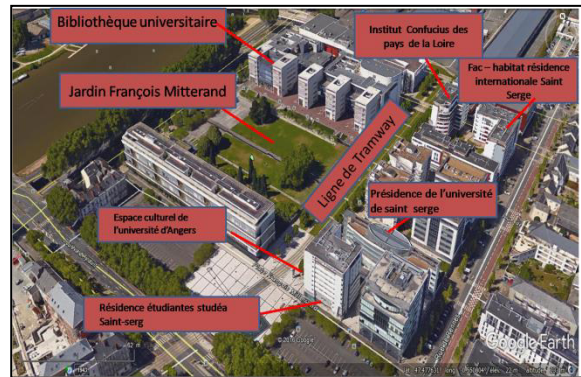 Bibliothèque universitaire
Institut Confucius des
pays de la Loire
Fac – habitat résidence
internationale Saint
Serge
Jardin François Mitterand
Ligne de Tramway
Présidence de l'université
de saint serge
Espace culturel de
l'université d'Angers
Résidence étudiantes studéa
Saint-serg
Google Earth